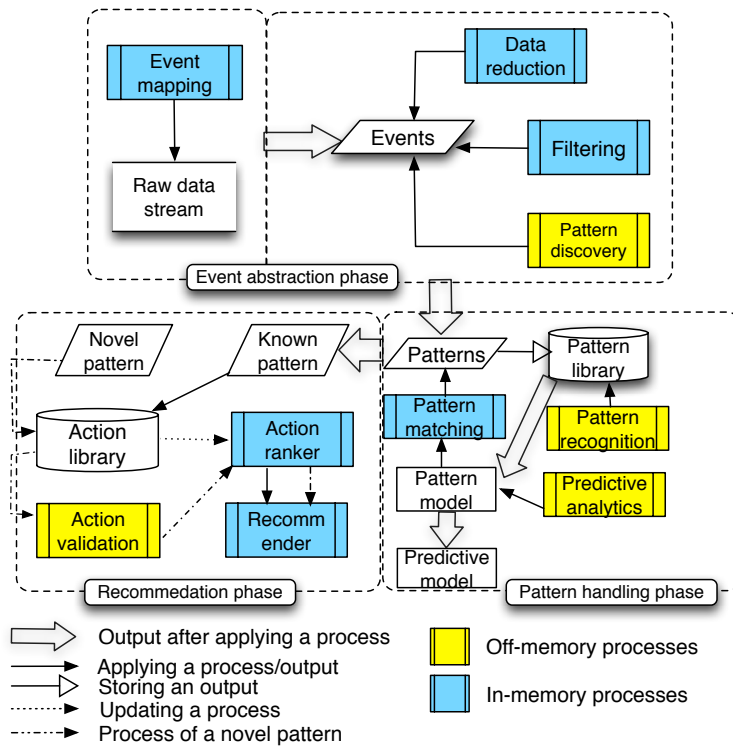 Event
mapping
Raw data
stream
Data
reduction
Events
Filtering
Pattern
discovery
Event abstraction phase
Novel
pattern
Known
pattern
Action
library
Action
ranker
Action
validation
Recomm
ender
Recommedation phase
Patterns
Pattern
library
Pattern
matching
Pattern
recognition
Pattern
model
Predictive
analytics
Predictive
model
Pattern handling phase
Output after applying a process
Applying a process/output
Storing an output
Updating a process
Process of a novel pattern
Off-memory processes
In-memory processes